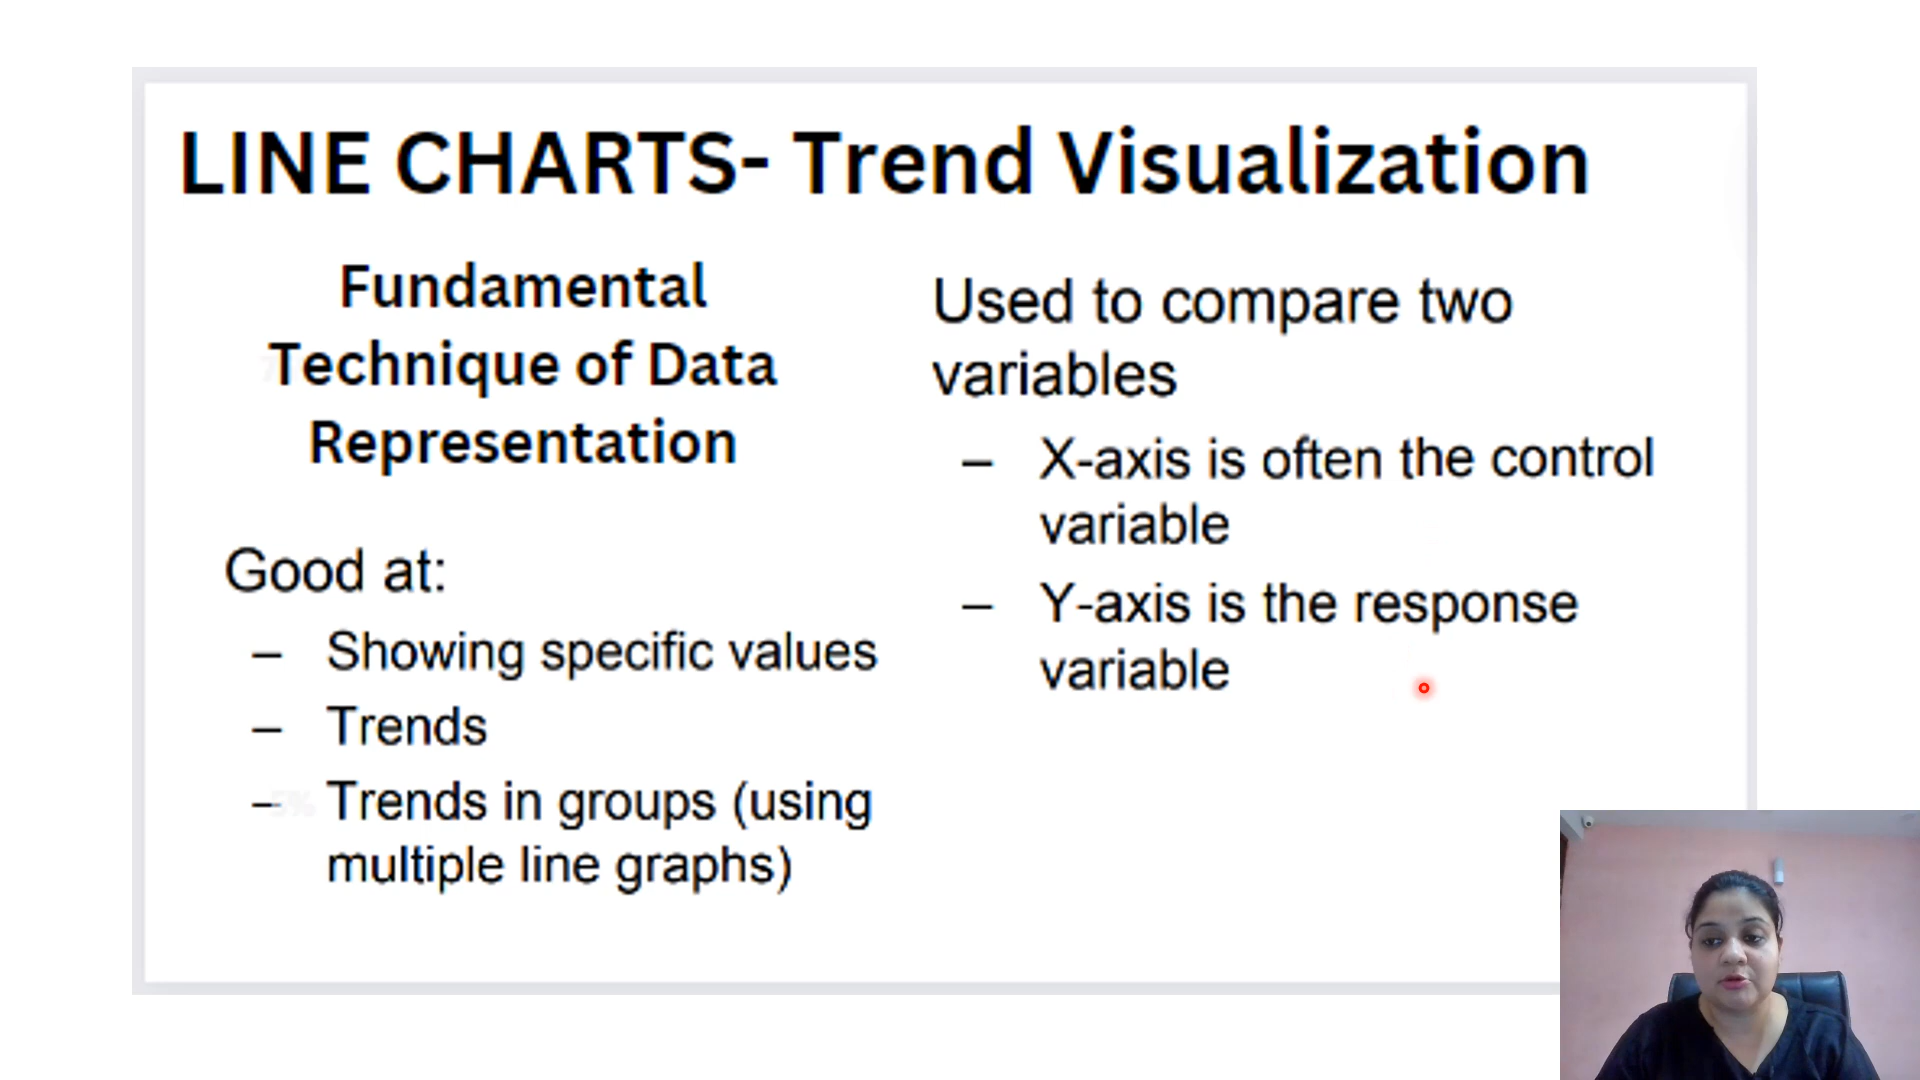 LINE CHARTS- Trend Visualization
Fundamental
Technique of Data
Representation
Good at:
– Showing specific values
– Trends
– Trends in groups (using
multiple line graphs)
Used to compare two
variables
– X-axis is often the control
variable
– Y-axis is the response
variable